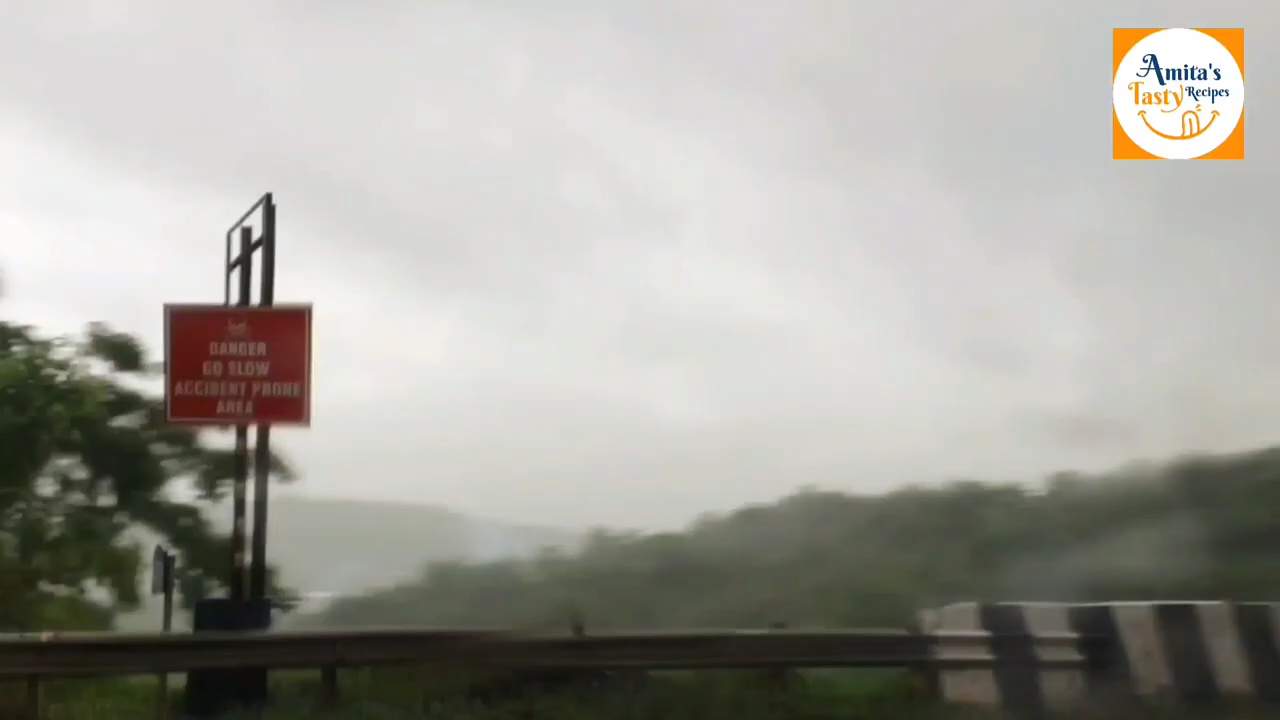 Amita's
Tasty Recipes
DANGER
GO SLOW
ACCIDENT PRONE
AREA